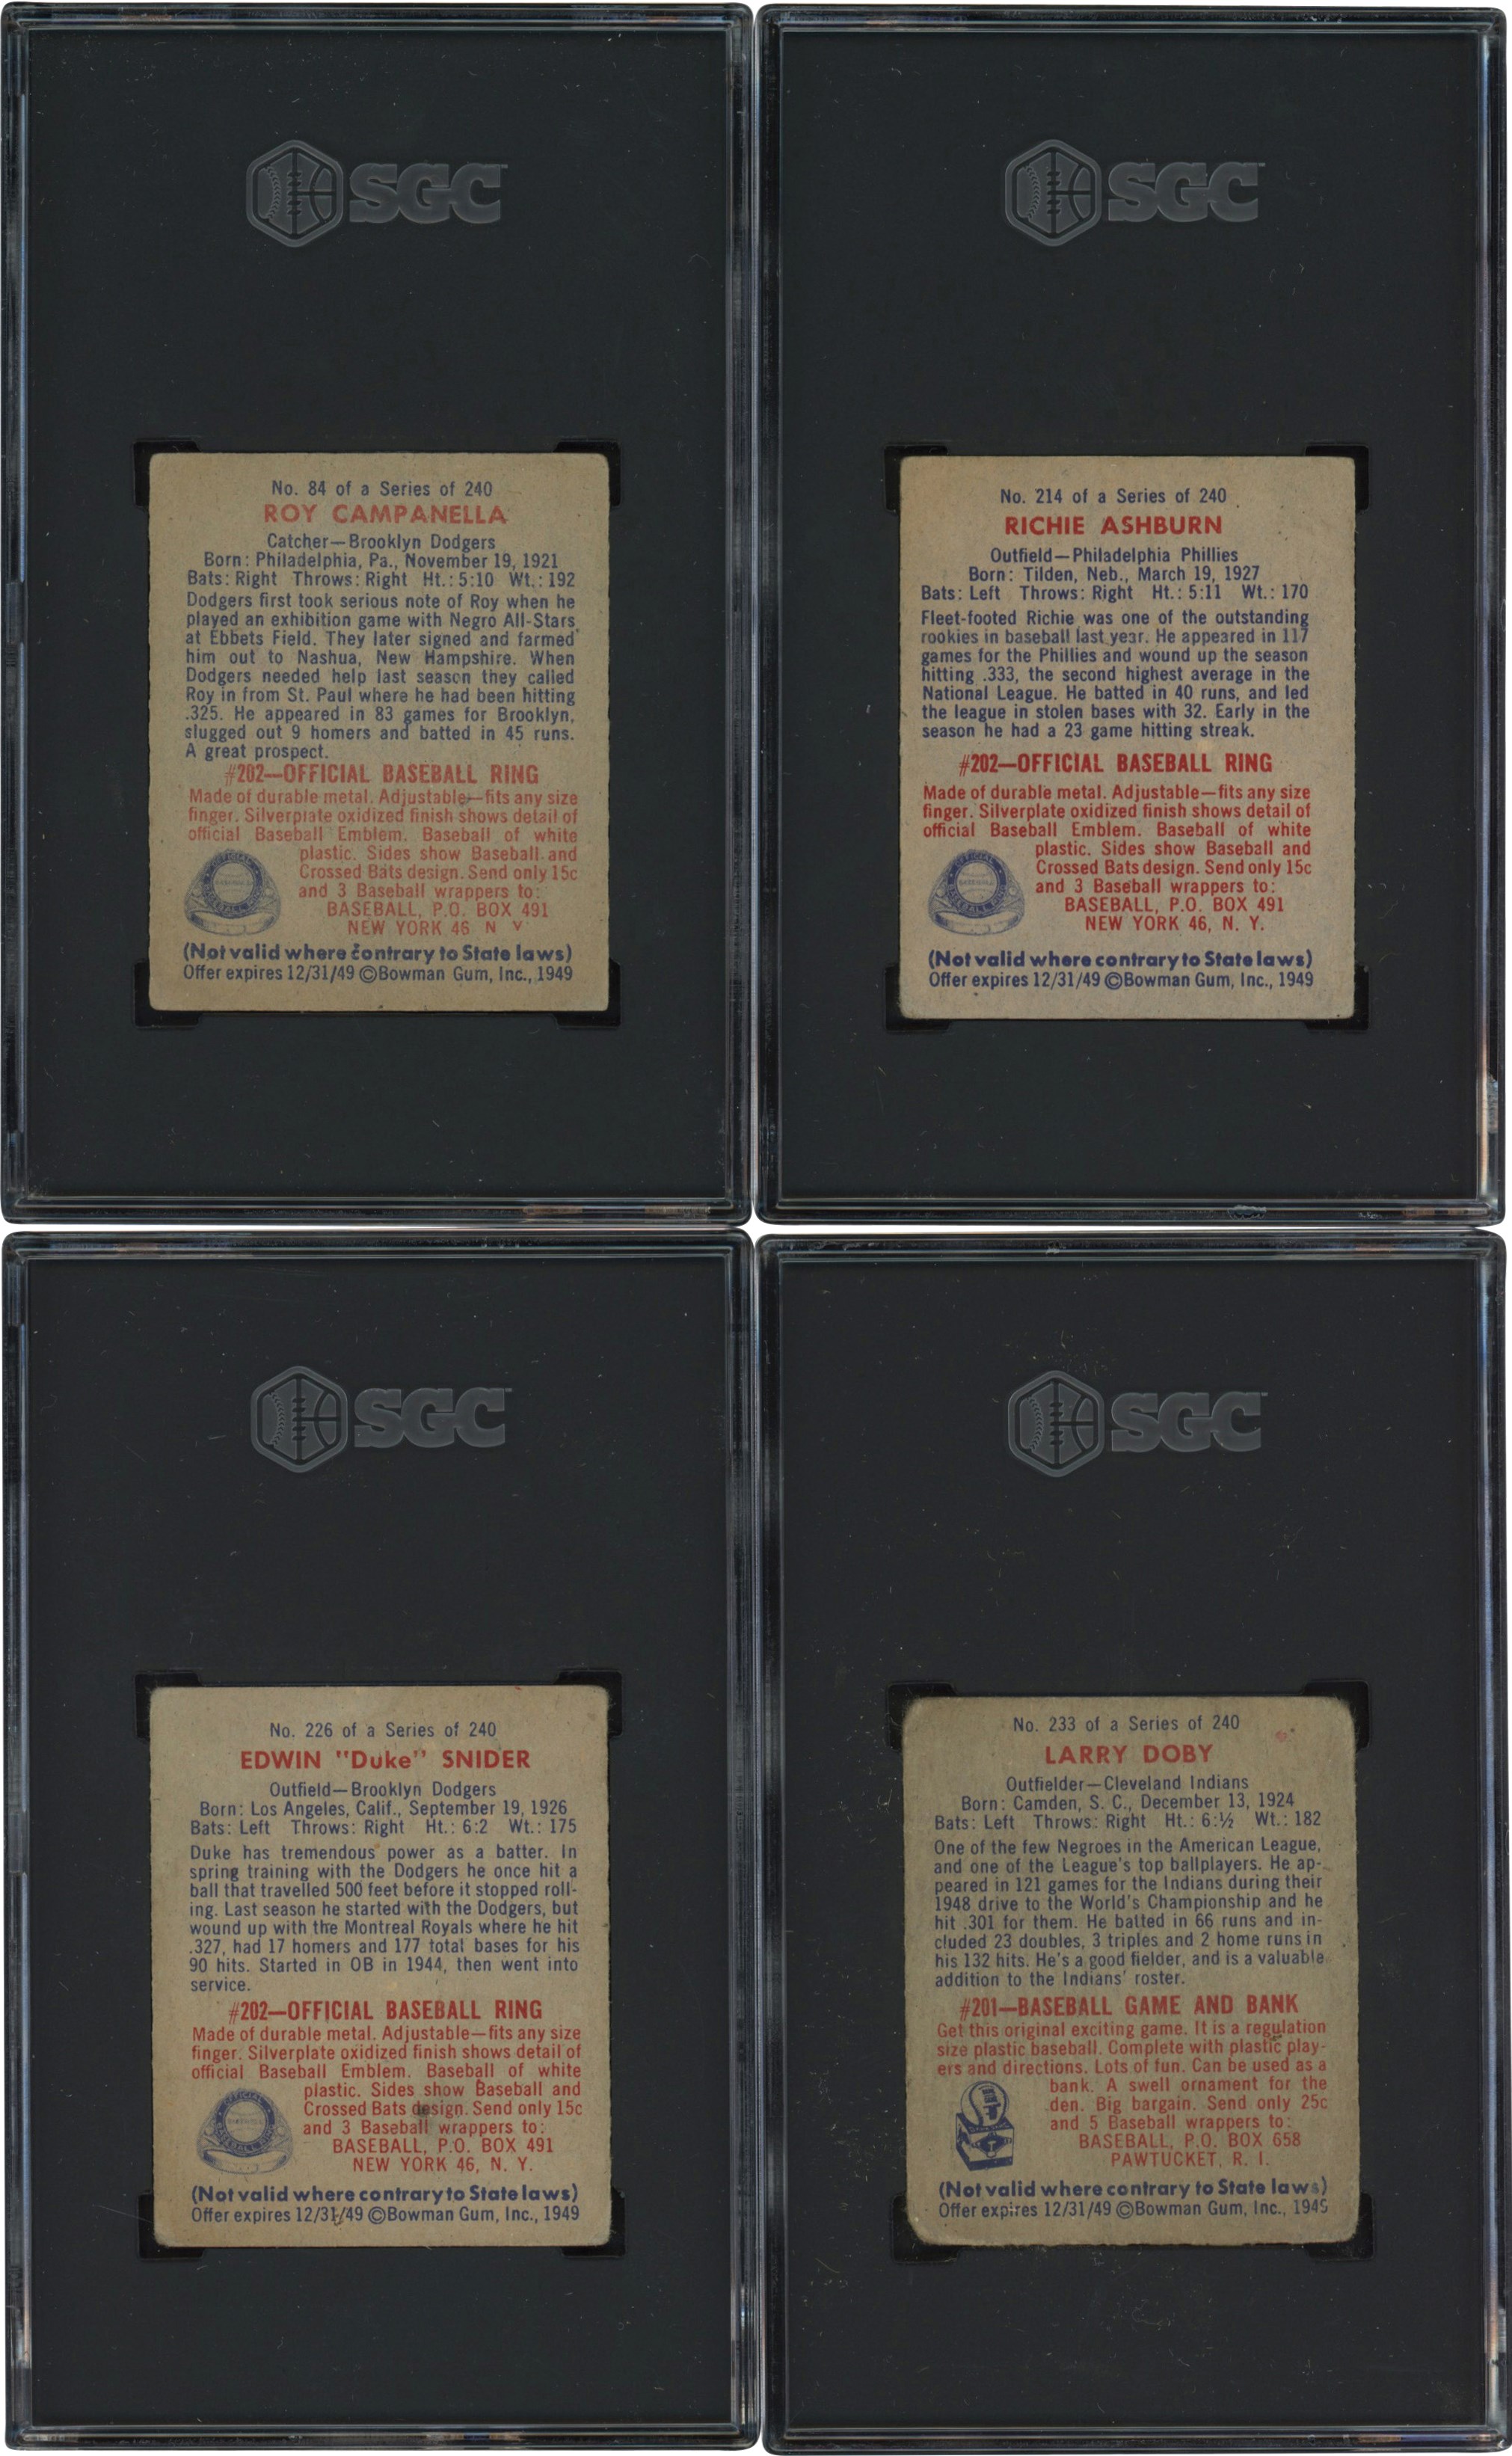 SGC
No. 84 of a Series of 240
ROY CAMPANELLA
Catcher—Brooklyn Dodgers
Born: Philadelphia, Pa., November 19, 1921
Bats: Right Throws: Right Ht.: 5:10 Wt.: 192
Dodgers first took serious note of Roy when he
played an exhibition game with Negro All-Stars
at Ebbets Field. They later signed and farmed
him out to Nashua, New Hampshire. When
Dodgers needed help last season they called
Roy in from St. Paul where he had been hitting
.325. He appeared in 83 games for Brooklyn,
slugged out 9 homers and batted in 45 runs.
A great prospect.
#202—OFFICIAL BASEBALL RING
Made of durable metal. Adjustable—fits any size
finger. Silverplate oxidized finish shows detail of
official Baseball Emblem. Baseball of white
plastic. Sides show Baseball and
Crossed Bats design. Send only 15c
and 3 Baseball wrappers to:
BASEBALL, P.O. BOX 491
NEW YORK 46 N Y
(Not valid where contrary to State laws)
Offer expires 12/31/49 ©Bowman Gum, Inc., 1949
SGC
No. 214 of a Series of 240
RICHIE ASHBURN
Outfield—Philadelphia Phillies
Born: Tilden, Neb., March 19, 1927
Bats: Left Throws: Right Ht.: 5:11 Wt.: 170
Fleet-footed Richie was one of the outstanding
rookies in baseball last year. He appeared in 117
games for the Phillies and wound up the season
hitting .333, the second highest average in the
National League. He batted in 40 runs, and led
the league in stolen bases with 32. Early in the
season he had a 23 game hitting streak.
#202—OFFICIAL BASEBALL RING
Made of durable metal. Adjustable—fits any size
finger. Silverplate oxidized finish shows detail of
official Baseball Emblem. Baseball of white
plastic. Sides show Baseball and
Crossed Bats design. Send only 15c
and 3 Baseball wrappers to:
BASEBALL, P.O. BOX 491
NEW YORK 46, N. Y.
(Not valid where contrary to State laws)
Offer expires 12/31/49 ©Bowman Gum, Inc., 1949
SGC
No. 226 of a Series of 240
EDWIN "Duke" SNIDER
Outfield—Brooklyn Dodgers
Born: Los Angeles, Calif., September 19, 1926
Bats: Left Throws: Right Ht.: 6:2 Wt.: 175
Duke has tremendous power as a batter. In
spring training with the Dodgers he once hit a
ball that travelled 500 feet before it stopped roll-
ing. Last season he started with the Dodgers, but
wound up with the Montreal Royals where he hit
.327, had 17 homers and 177 total bases for his
90 hits. Started in OB in 1944, then went into
service.
#202—OFFICIAL BASEBALL RING
Made of durable metal. Adjustable—fits any size
finger. Silverplate oxidized finish shows detail of
official Baseball Emblem. Baseball of white
plastic. Sides show Baseball and
Crossed Bats design. Send only 15c
and 3 Baseball wrappers to:
BASEBALL, P.O. BOX 491
NEW YORK 46, N. Y.
(Not valid where contrary to State laws)
Offer expires 12/31/49 ©Bowman Gum, Inc., 1949
SGC
No. 233 of a Series of 240
LARRY DOBY
Outfielder—Cleveland Indians
Born: Camden, S. C., December 13, 1924
Bats: Left Throws: Right Ht.: 6:½ Wt.: 182
One of the few Negroes in the American League,
and one of the League's top ballplayers. He ap-
peared in 121 games for the Indians during their
1948 drive to the World's Championship and he
hit .301 for them. He batted in 66 runs and in-
cluded 23 doubles, 3 triples and 2 home runs in
his 132 hits. He's a good fielder, and is a valuable
addition to the Indians' roster.
#201—BASEBALL GAME AND BANK
Get this original exciting game. It is a regulation
size plastic baseball. Complete with plastic play-
ers and directions. Lots of fun. Can be used as a
bank. A swell ornament for the
den. Big bargain. Send only 25c
and 5 Baseball wrappers to:
BASEBALL, P.O. BOX 658
PAWTUCKET, R. I.
(Not valid where contrary to State laws)
Offer expires 12/31/49 ©Bowman Gum, Inc., 1949